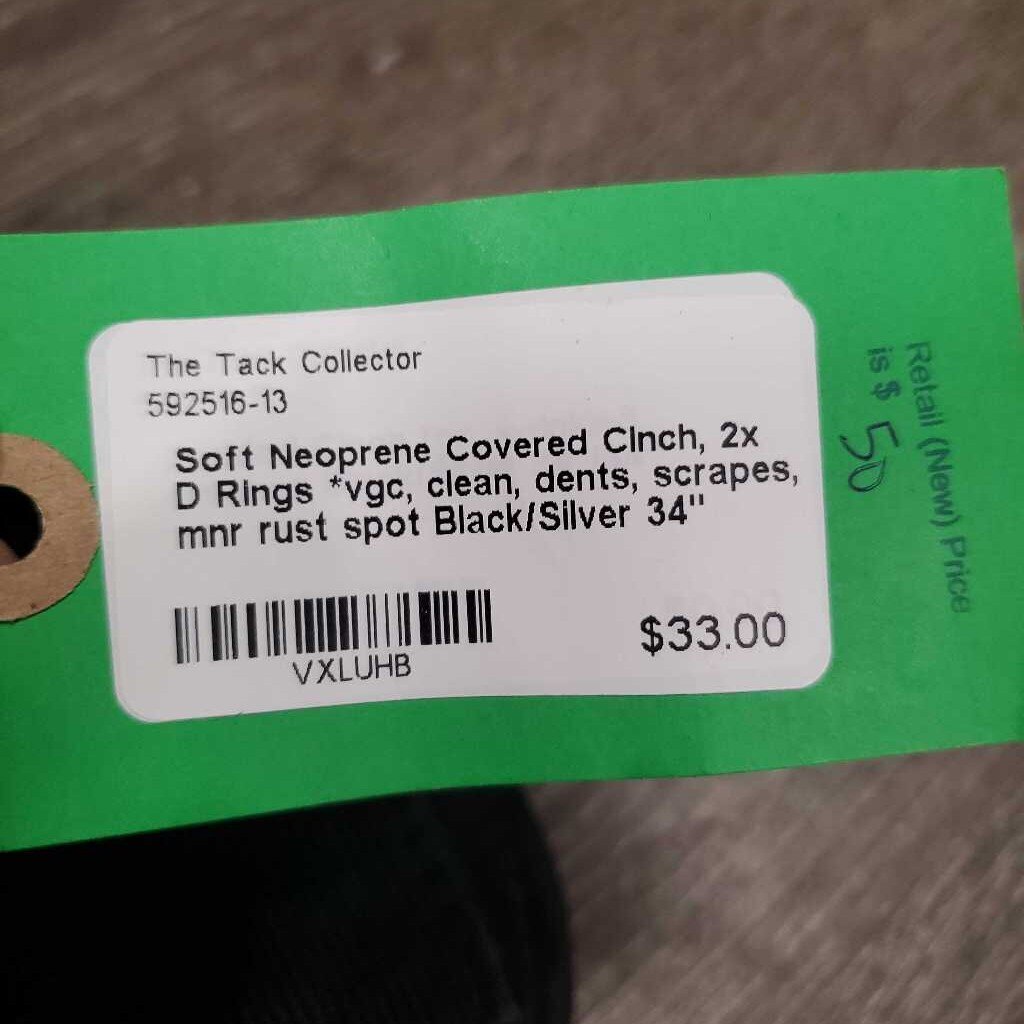 The Tack Collector
592516-13
Soft Neoprene Covered Cinch, 2x
D Rings *vgc, clean, dents, scrapes,
mnr rust spot Black/Silver 34"
VXLUHB
$33.00
Retail (New) Price
is $ 50